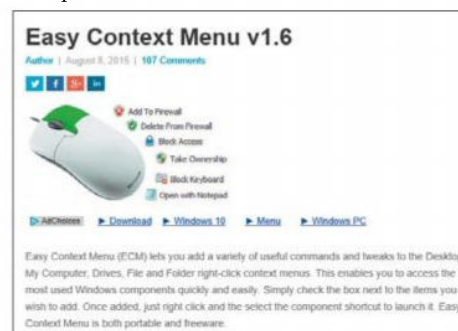 Easy Context Menu v1.6
Author | August 8, 2015 | 187 Comments
Add To Firewall
Delete From Firewall
Block Access
Take Ownership
Block Keyboard
Open with Notepad
AdChoices ► Download ► Windows 10 ► Menu ► Windows PC
Easy Context Menu (ECM) lets you add a variety of useful commands and tweaks to the Desktop
My Computer, Drives, File and Folder right-click context menus. This enables you to access the
most used Windows components quickly and easily. Simply check the box next to the items you
wish to add. Once added, just right click and the select the component shortcut to launch it. Easy
Context Menu is both portable and freeware.